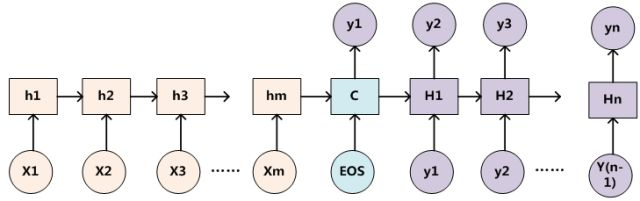 y1 y2 y3 yn
h1 h2 h3 hm C H1 H2 Hn
X1 X2 X3 ...... Xm EOS y1 y2 ...... Y(n-
1)